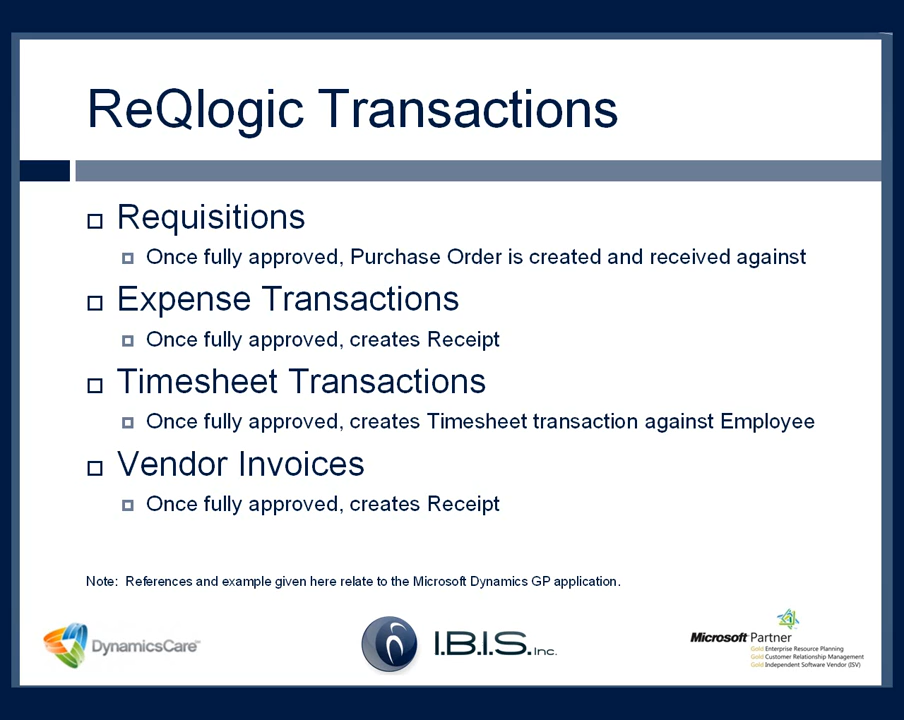 ReQlogic Transactions
Requisitions
Once fully approved, Purchase Order is created and received against
Expense Transactions
Once fully approved, creates Receipt
Timesheet Transactions
Once fully approved, creates Timesheet transaction against Employee
Vendor Invoices
Once fully approved, creates Receipt
Note: References and example given here relate to the Microsoft Dynamics GP application.
DynamicsCare™
I.B.I.S. Inc.
Microsoft Partner
Gold Enterprise Resource Planning
Gold Customer Relationship Management
Gold Independent Software Vendor (ISV)